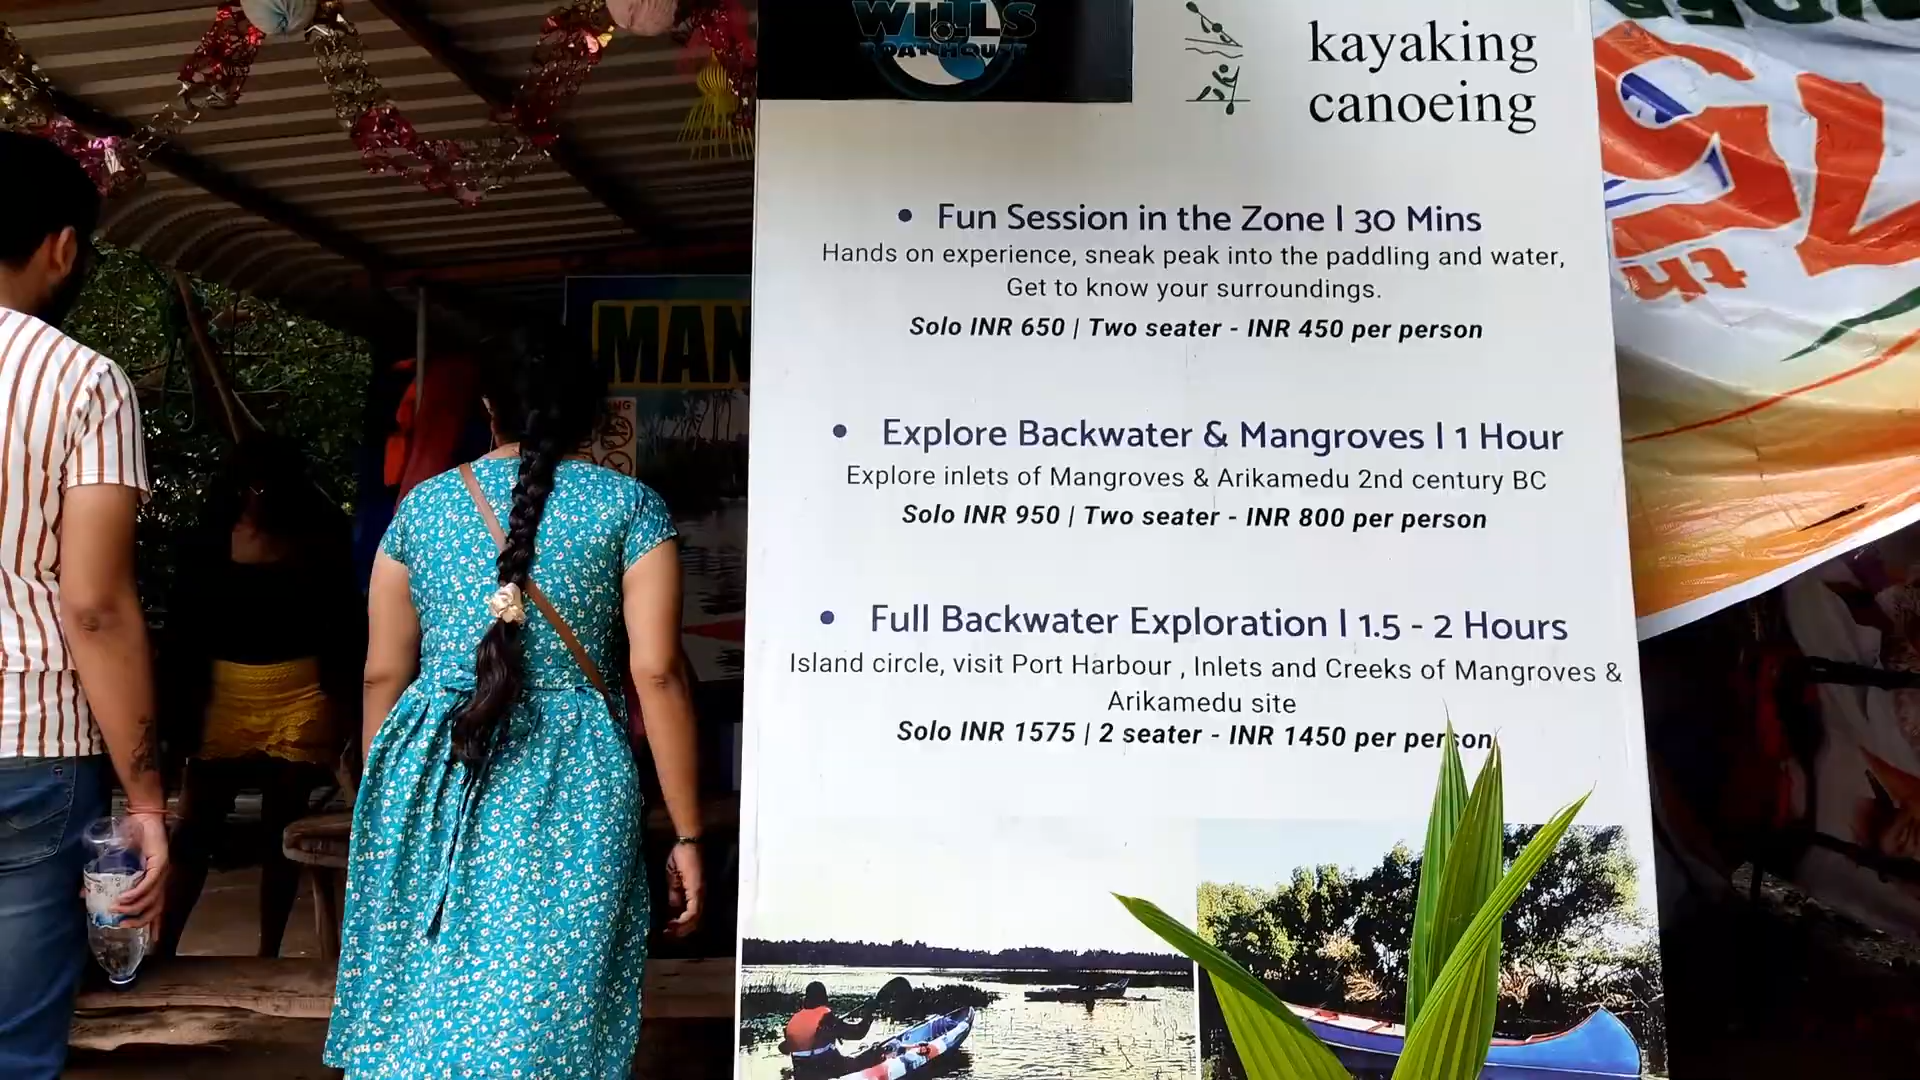 WILLS
BOAT HOUSE
kayaking
canoeing
• Fun Session in the Zone | 30 Mins
Hands on experience, sneak peak into the paddling and water,
Get to know your surroundings.
Solo INR 650 | Two seater - INR 450 per person
• Explore Backwater & Mangroves | 1 Hour
Explore inlets of Mangroves & Arikamedu 2nd century BC
Solo INR 950 | Two seater - INR 800 per person
• Full Backwater Exploration | 1.5 - 2 Hours
Island circle, visit Port Harbour , Inlets and Creeks of Mangroves &
Arikamedu site
Solo INR 1575 | 2 seater - INR 1450 per person
MAN
th